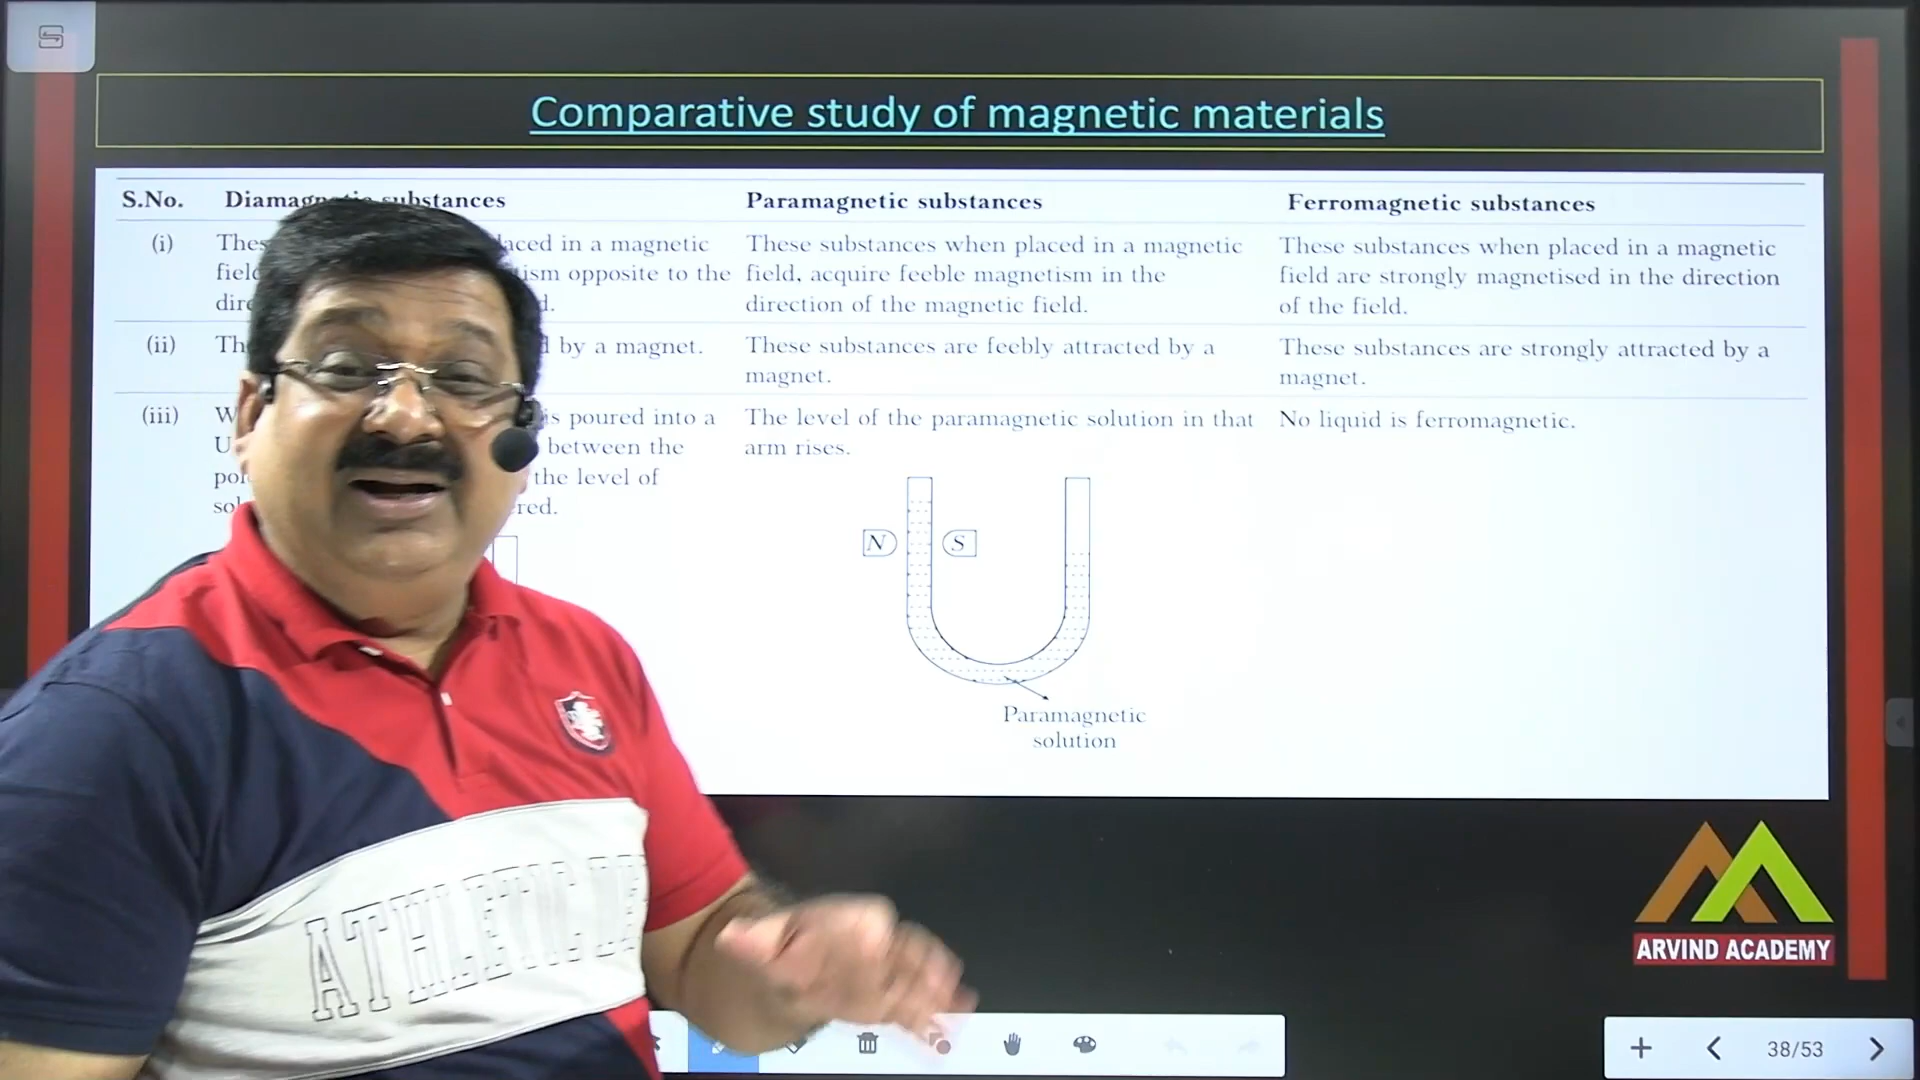 Comparative study of magnetic materials
S.No. substances Paramagnetic substances Ferromagnetic substances
(i) in a magnetic These substances when placed in a magnetic These substances when placed in a magnetic
opposite to the field, acquire feeble magnetism in the field are strongly magnetised in the direction
direction of the magnetic field. of the field.
(ii) by a magnet. These substances are feebly attracted by a These substances are strongly attracted by a
magnet. magnet.
(iii) is poured into a The level of the paramagnetic solution in that No liquid is ferromagnetic.
between the arm rises.
the level of
N S
Paramagnetic
solution
ATHLETIC
ARVIND ACADEMY
38/53